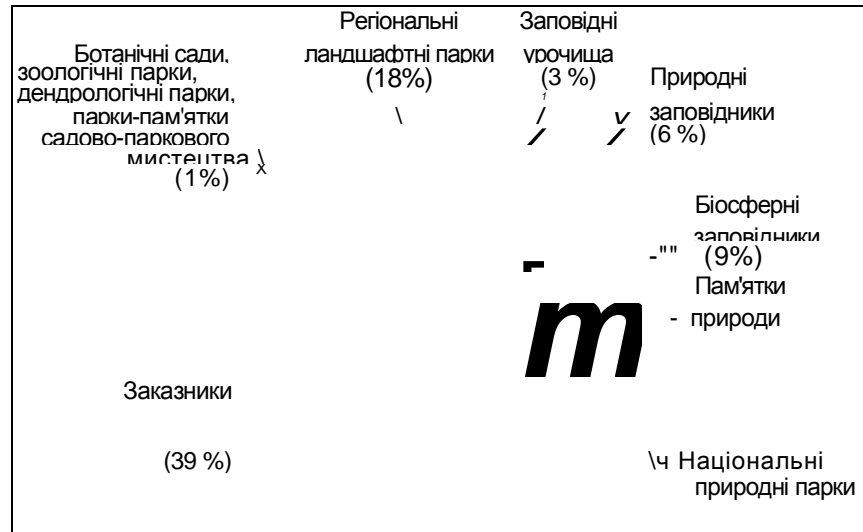 Регіональні
ландшафтні парки
(18%)
Заповідні
урочища
(3 %)
Ботанічні сади,
зоологічні парки,
дендрологічні парки,
парки-пам'ятки
садово-паркового
мистецтва \
x
(1%)
\
1
/
/
Природні
v заповідники
/ (6 %)
Біосферні
заповідники
-"" (9%)
Пам'ятки
- природи
m
Заказники
(39 %)
\ч Національні
природні парки